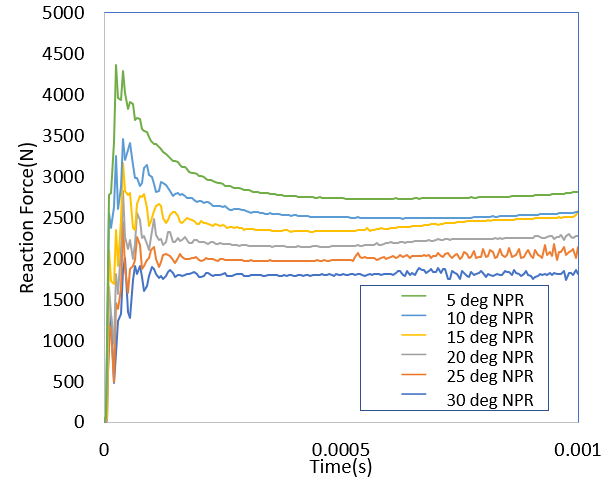 5000
4500
4000
3500
3000
2500
2000
1500
1000
500
0
Reaction Force(N)
5 deg NPR
10 deg NPR
15 deg NPR
20 deg NPR
25 deg NPR
30 deg NPR
0 0.0005 0.001
Time(s)